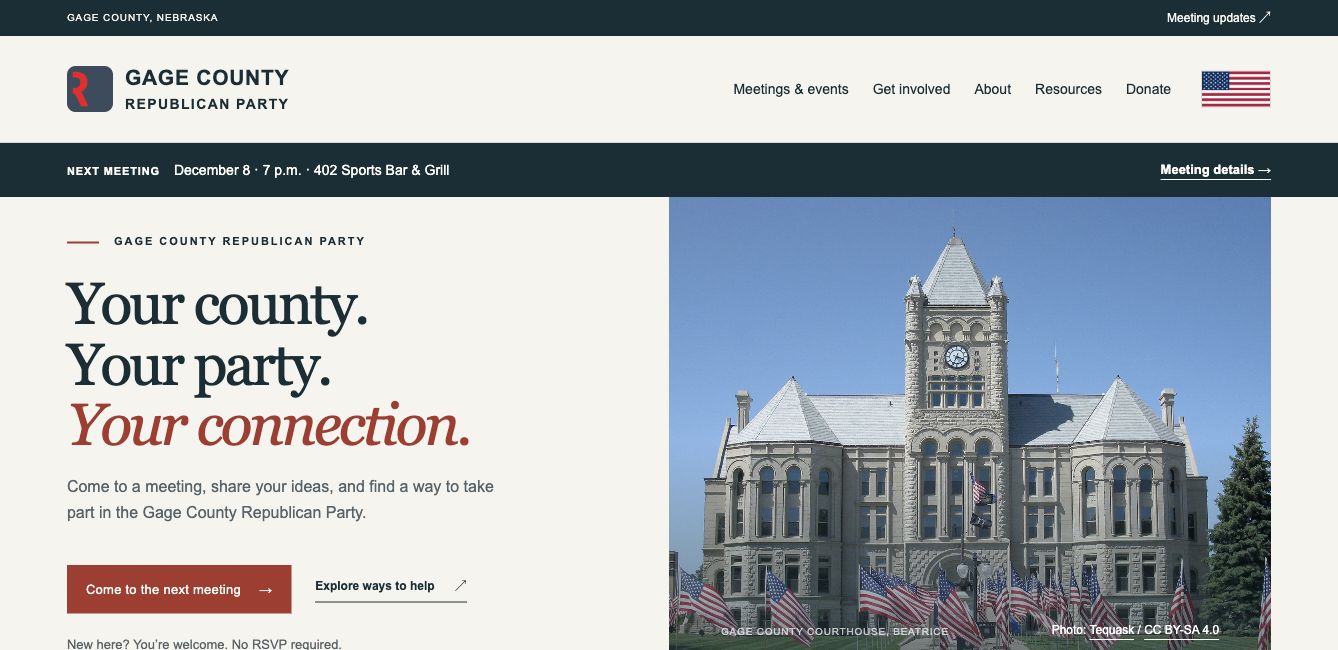 GAGE COUNTY, NEBRASKA
Meeting updates ↗
GAGE COUNTY
REPUBLICAN PARTY
Meetings & events
Get involved
About
Resources
Donate
NEXT MEETING December 8 · 7 p.m. · 402 Sports Bar & Grill
Meeting details →
GAGE COUNTY REPUBLICAN PARTY
Your county.
Your party.
Your connection.
Come to a meeting, share your ideas, and find a way to take
part in the Gage County Republican Party.
Come to the next meeting →
Explore ways to help ↗
New here? You’re welcome. No RSVP required.
GAGE COUNTY COURTHOUSE, BEATRICE
Photo: Tequask / CC BY-SA 4.0